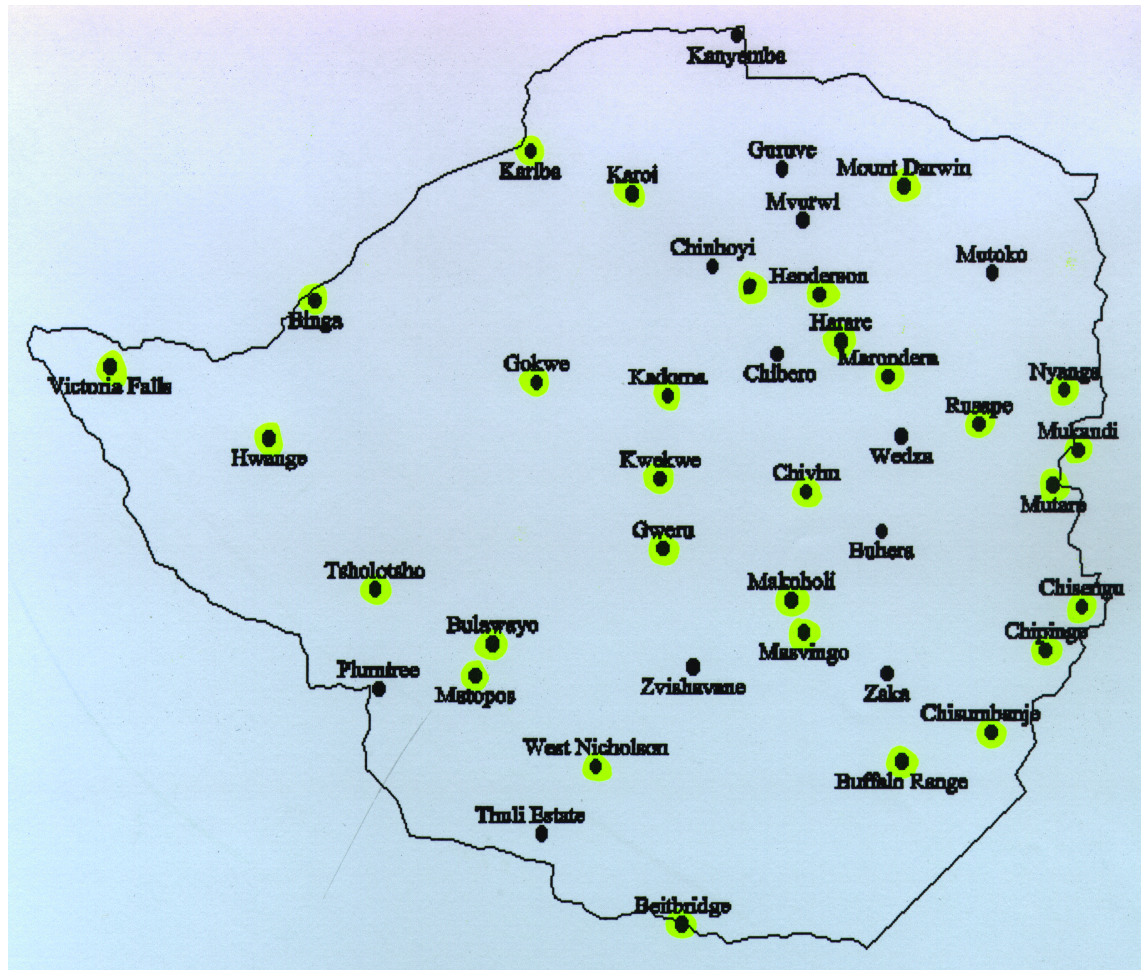 Kanyemba
Kariba
Karoi
Guruve
Mount Darwin
Mvurwi
Chinhoyi
Henderson
Mutoko
Binga
Harare
Victoria Falls
Gokwe
Kadoma
Chibero
Marondera
Nyanga
Rusape
Mukandi
Hwange
Kwekwe
Wedza
Chivhu
Mutare
Gweru
Buhera
Tsholotsho
Makoholi
Chisengu
Bulawayo
Masvingo
Chipinge
Plumtree
Matopos
Zvishavane
Zaka
Chisumbanje
West Nicholson
Buffalo Range
Thuli Estate
Beitbridge